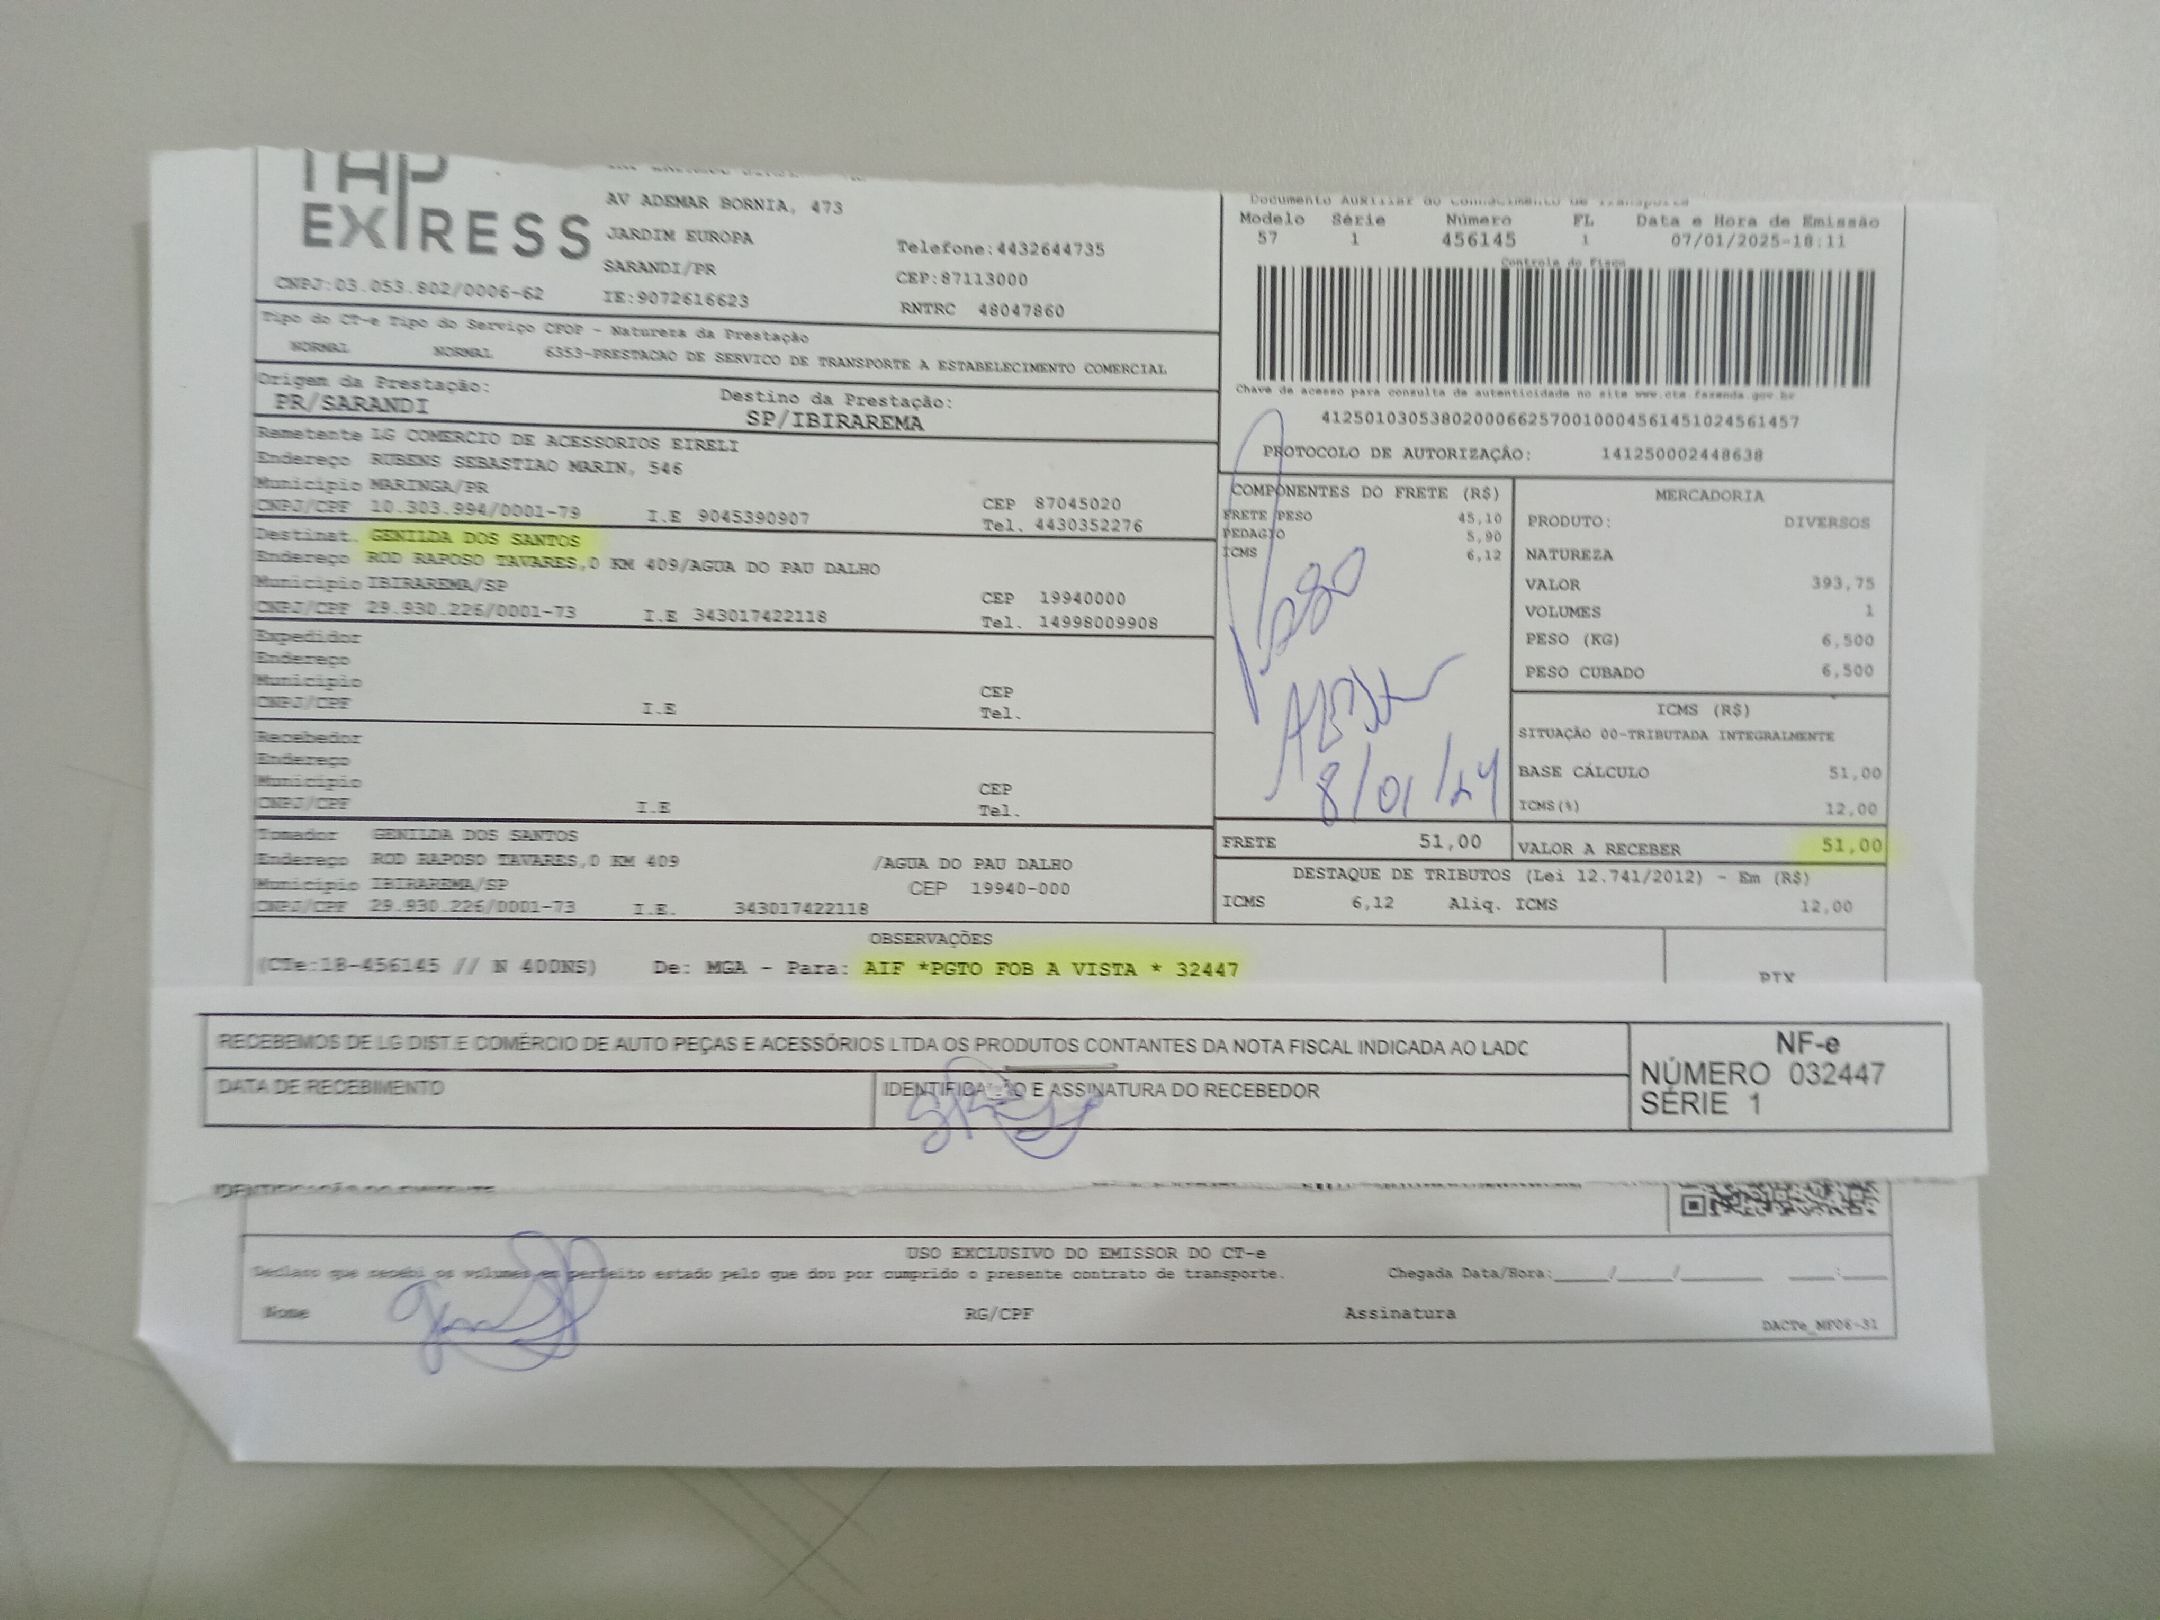 EXPRESS
AV ADEMAR BORNIA, 473
JARDIM EUROPA
SARANDI/PR
CNPJ:03.053.802/0006-62
IE:9072616623
Telefone:4432644735
CEP:87113000
RNTRC 48047860
Documento Auxiliar do Conhecimento de Transporte
Modelo Série Número FL Data e Hora de Emissão
57 1 456145 1 07/01/2025-18:11
Controle do Fisco
Chave de acesso para consulta de autenticidade no site www.cte.fazenda.gov.br
41250103053802000662570010004561451024561457
PROTOCOLO DE AUTORIZAÇÃO: 141250002448638
Tipo do CT-e Tipo do Serviço CFOP - Natureza da Prestação
NORMAL NORMAL 6353-PRESTACAO DE SERVICO DE TRANSPORTE A ESTABELECIMENTO COMERCIAL
Origem da Prestação: Destino da Prestação:
PR/SARANDI SP/IBIRAREMA
Remetente LG COMERCIO DE ACESSORIOS EIRELI
Endereço RUBENS SEBASTIAO MARIN, 546
Município MARINGA/PR CEP 87045020
CNPJ/CPF 10.303.994/0001-79 I.E 9045390907 Tel. 4430352276
Destinat. GENILDA DOS SANTOS
Endereço ROD RAPOSO TAVARES,0 KM 409/AGUA DO PAU DALHO
Município IBIRAREMA/SP CEP 19940000
CNPJ/CPF 29.930.226/0001-73 I.E 343017422118 Tel. 14998009908
Expedidor
Endereço
Município CEP
CNPJ/CPF I.E Tel.
Recebedor
Endereço
Município CEP
CNPJ/CPF I.E Tel.
Tomador GENILDA DOS SANTOS
Endereço ROD RAPOSO TAVARES,0 KM 409 /AGUA DO PAU DALHO
Município IBIRAREMA/SP CEP 19940-000
CNPJ/CPF 29.930.226/0001-73 I.E. 343017422118
COMPONENTES DO FRETE (R$)
FRETE PESO 45,10
PEDAGIO 5,90
ICMS 6,12
8/01/24
FRETE 51,00
MERCADORIA
PRODUTO: DIVERSOS
NATUREZA
VALOR 393,75
VOLUMES 1
PESO (KG) 6,500
PESO CUBADO 6,500
ICMS (R$)
SITUAÇÃO 00-TRIBUTADA INTEGRALMENTE
BASE CÁLCULO 51,00
ICMS(%) 12,00
VALOR A RECEBER 51,00
DESTAQUE DE TRIBUTOS (Lei 12.741/2012) - Em (R$)
ICMS 6,12 Aliq. ICMS 12,00
OBSERVAÇÕES
(CTe:18-456145 // N 400NS) De: MGA - Para: AIF *PGTO FOB A VISTA * 32447
RECEBEMOS DE LG DIST.E COMÉRCIO DE AUTO PEÇAS E ACESSÓRIOS LTDA OS PRODUTOS CONTANTES DA NOTA FISCAL INDICADA AO LADO
DATA DE RECEBIMENTO
IDENTIFICAÇÃO E ASSINATURA DO RECEBEDOR
NF-e
NÚMERO 032447
SÉRIE 1
USO EXCLUSIVO DO EMISSOR DO CT-e
Declaro que recebi os volumes em perfeito estado pelo que dou por cumprido o presente contrato de transporte. Chegada Data/Hora:_____/_____/________ ____:____
Nome RG/CPF Assinatura
DACTe_MF06-31